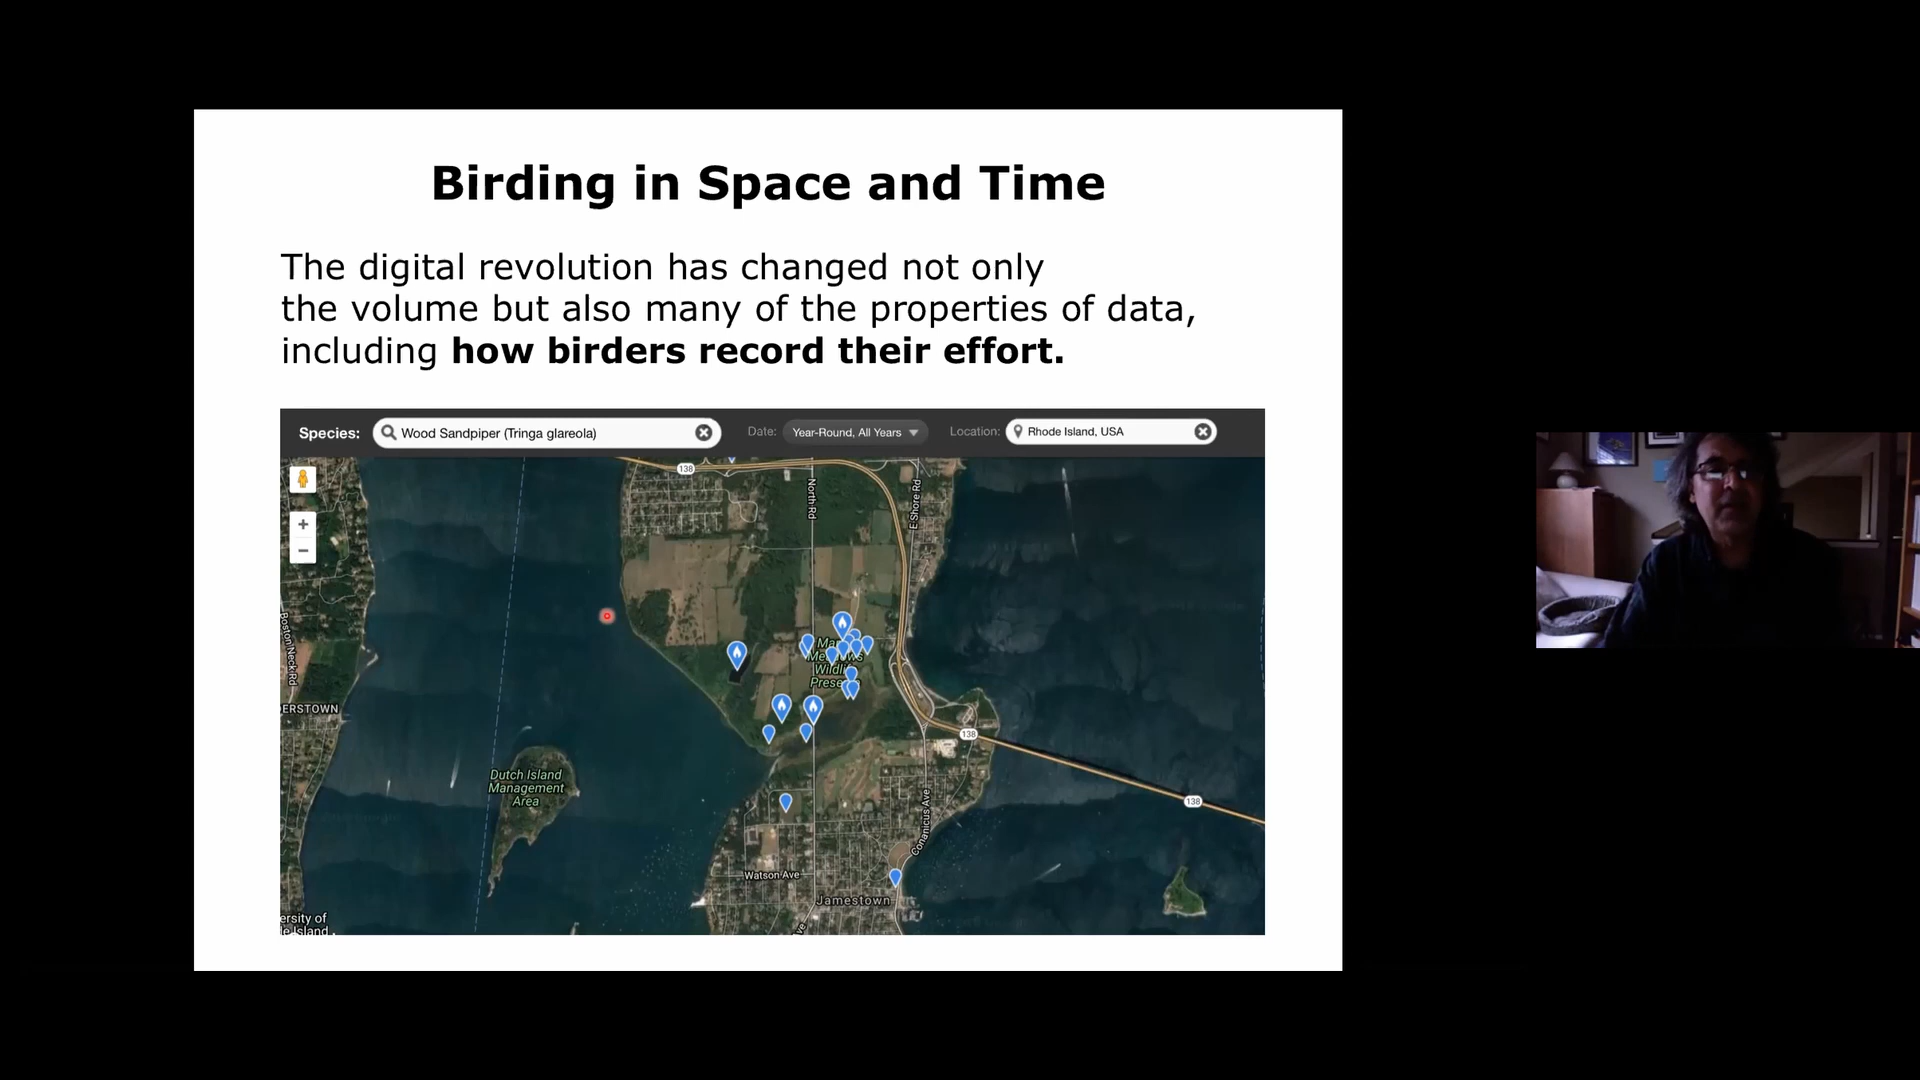 Birding in Space and Time
The digital revolution has changed not only
the volume but also many of the properties of data,
including how birders record their effort.
Species: Wood Sandpiper (Tringa glareola) Date: Year-Round, All Years Location: Rhode Island, USA
138
North Rd
E Shore Rd
+
−
Boston Neck Rd
ERSTOWN
138
138
Dutch Island
Management
Area
Watson Ave
Conanicus Ave
Jamestown
ersity of
le Island